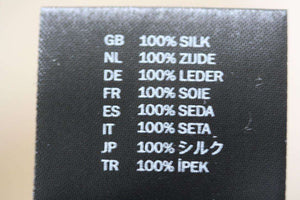 GB 100% SILK
NL 100% ZIJDE
DE 100% LEDER
FR 100% SOIE
ES 100% SEDA
IT 100% SETA
JP 100% シルク
TR 100% İPEK